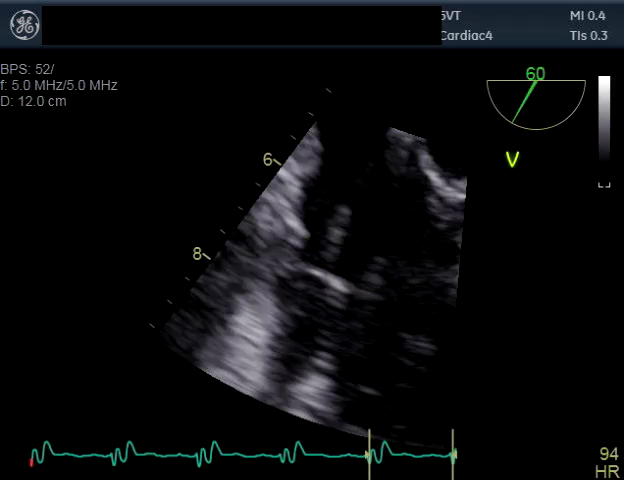 5VT
MI 0.4
Cardiac4
TIs 0.3
BPS: 52/
f: 5.0 MHz/5.0 MHz
D: 12.0 cm
60
V
6
8
94
HR